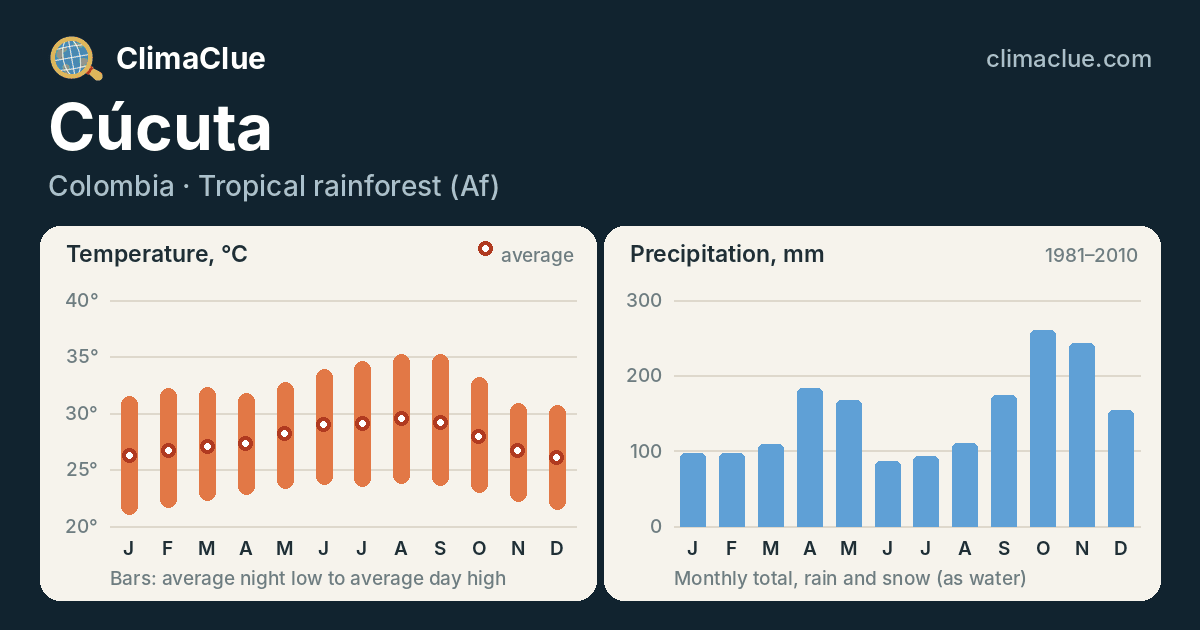 ClimaClue
climaclue.com
Cúcuta
Colombia · Tropical rainforest (Af)
Temperature, °C
average
40°
35°
30°
25°
20°
J F M A M J J A S O N D
Bars: average night low to average day high
Precipitation, mm
1981–2010
300
200
100
0
J F M A M J J A S O N D
Monthly total, rain and snow (as water)